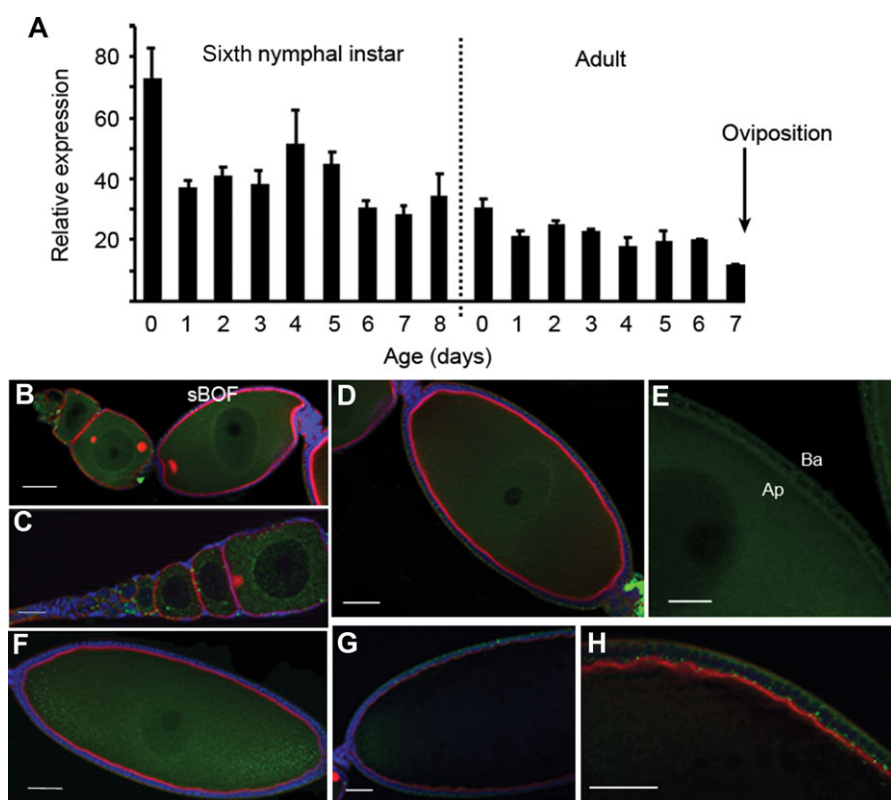 A
Sixth nymphal instar
Adult
Oviposition
Relative expression
80
60
40
20
0 1 2 3 4 5 6 7 8 0 1 2 3 4 5 6 7
Age (days)
B
sBOF
C
D
E
Ba
Ap
F
G
H